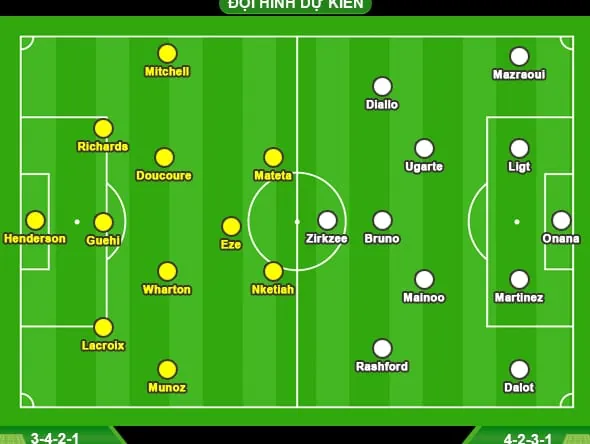 ĐỘI HÌNH DỰ KIẾN
Mitchell
Mazraoui
Diallo
Richards
Ugarte
Ligt
Doucoure
Mateta
Henderson
Guehi
Eze
Zirkzee
Bruno
Onana
Wharton
Nketiah
Mainoo
Martinez
Lacroix
Rashford
Munoz
Dalot
3-4-2-1
4-2-3-1